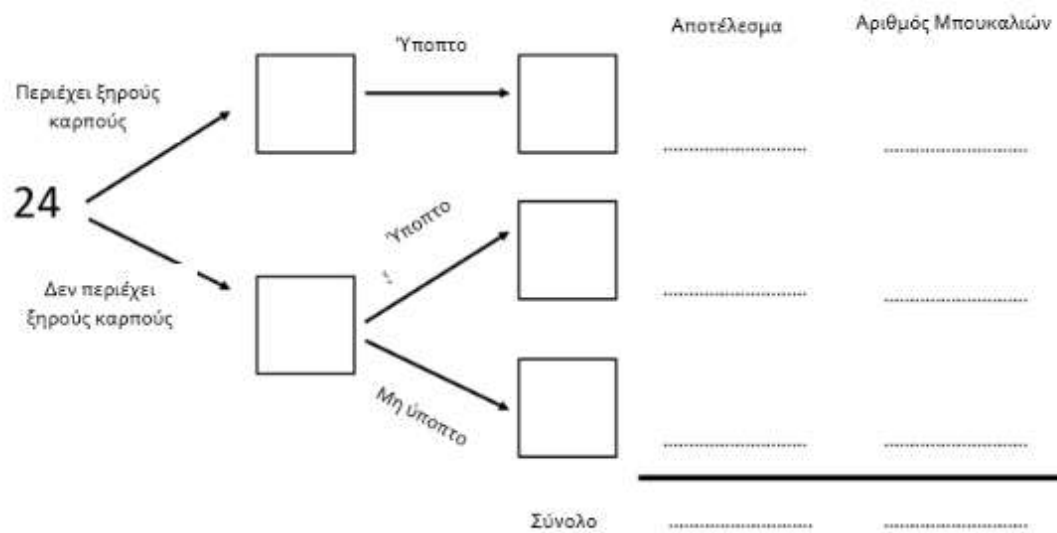 Αποτέλεσμα
Αριθμός Μπουκαλιών
Ύποπτο
Περιέχει ξηρούς
καρπούς
24
Ύποπτο
Δεν περιέχει
ξηρούς καρπούς
Μη ύποπτο
Σύνολο